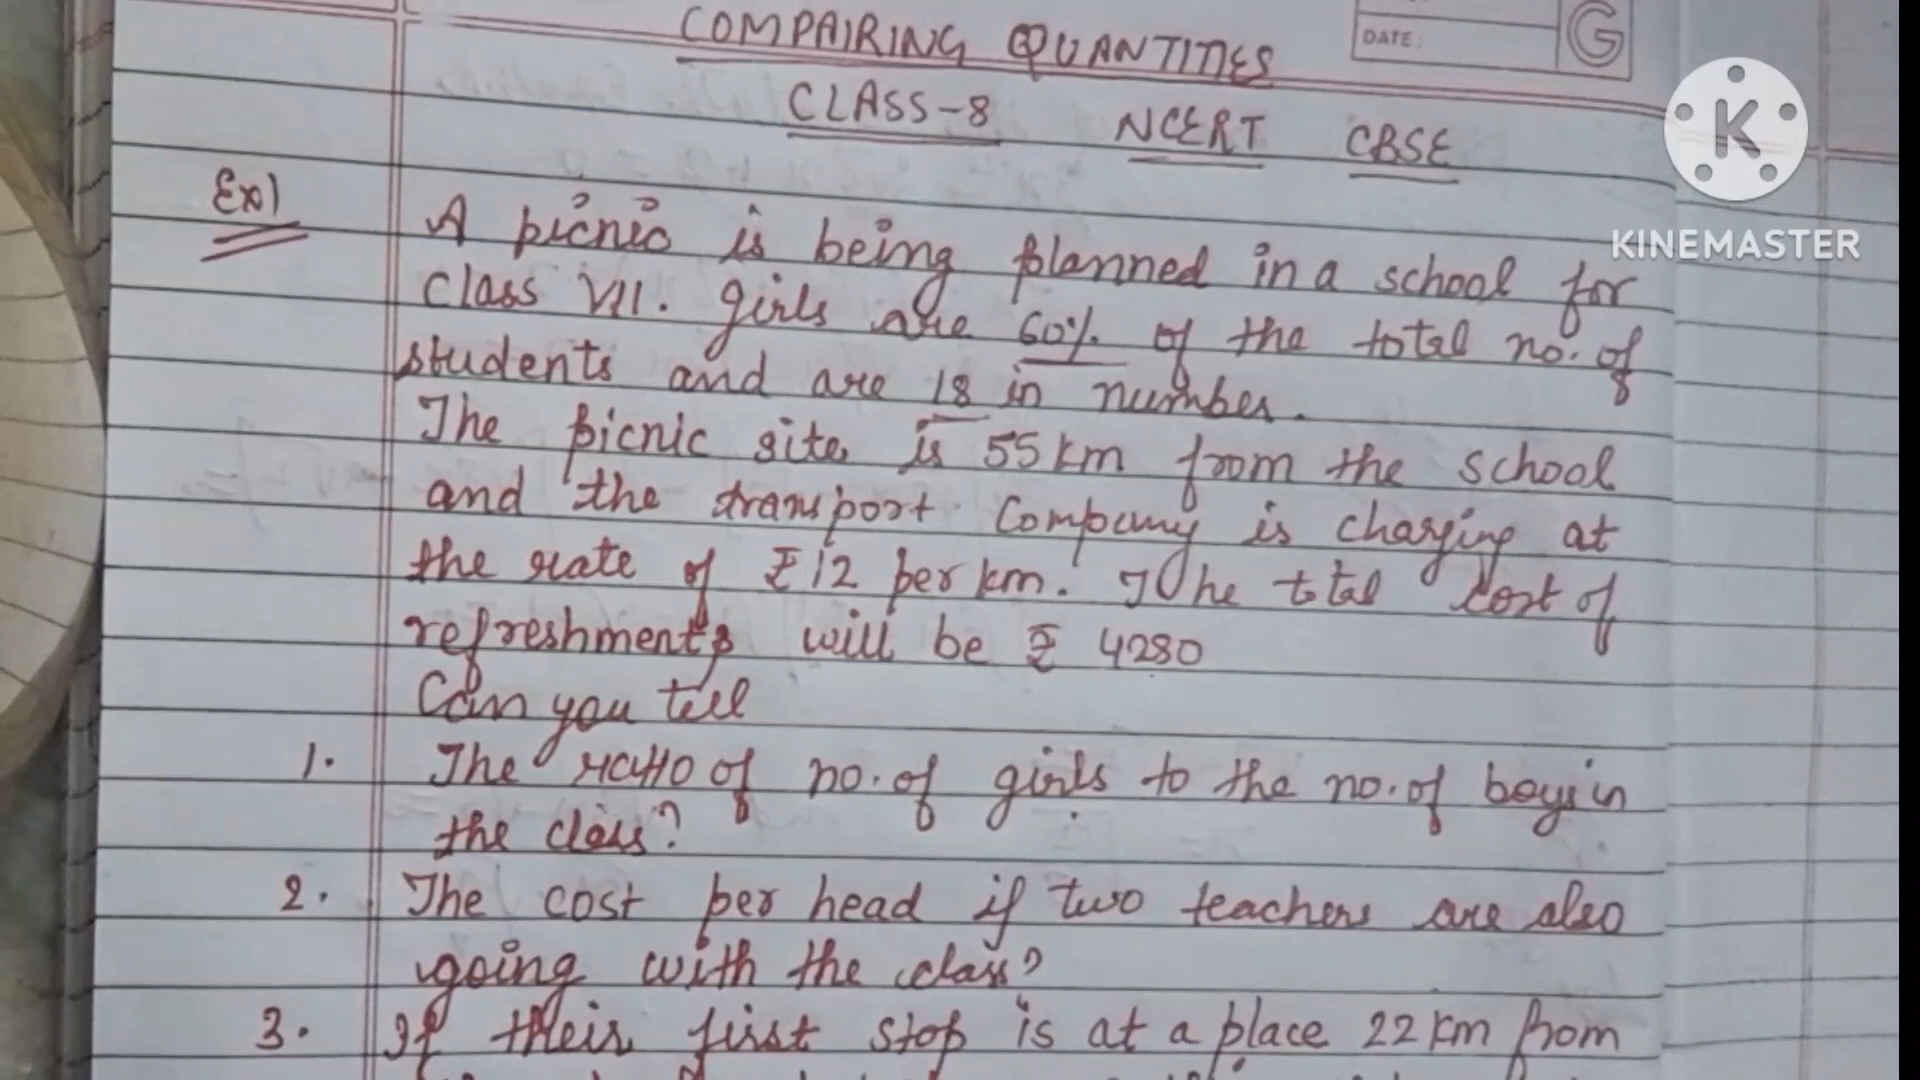 COMPAIRING QUANTITIES
DATE:
G
CLASS-8 NCERT CBSE
K
KINEMASTER
Ex1 A picnic is being planned in a school for
Class VII. girls are 60% of the total no. of
students and are 18 in number.
The picnic site is 55 km from the school
and the transport Company is charging at
the rate of ₹12 per km. The total cost of
refreshments will be ₹ 4280
Can you tell
1. The ratio of no. of girls to the no. of boys in
the class?
2. The cost per head if two teachers are also
going with the class?
3. If their first stop is at a place 22 km from